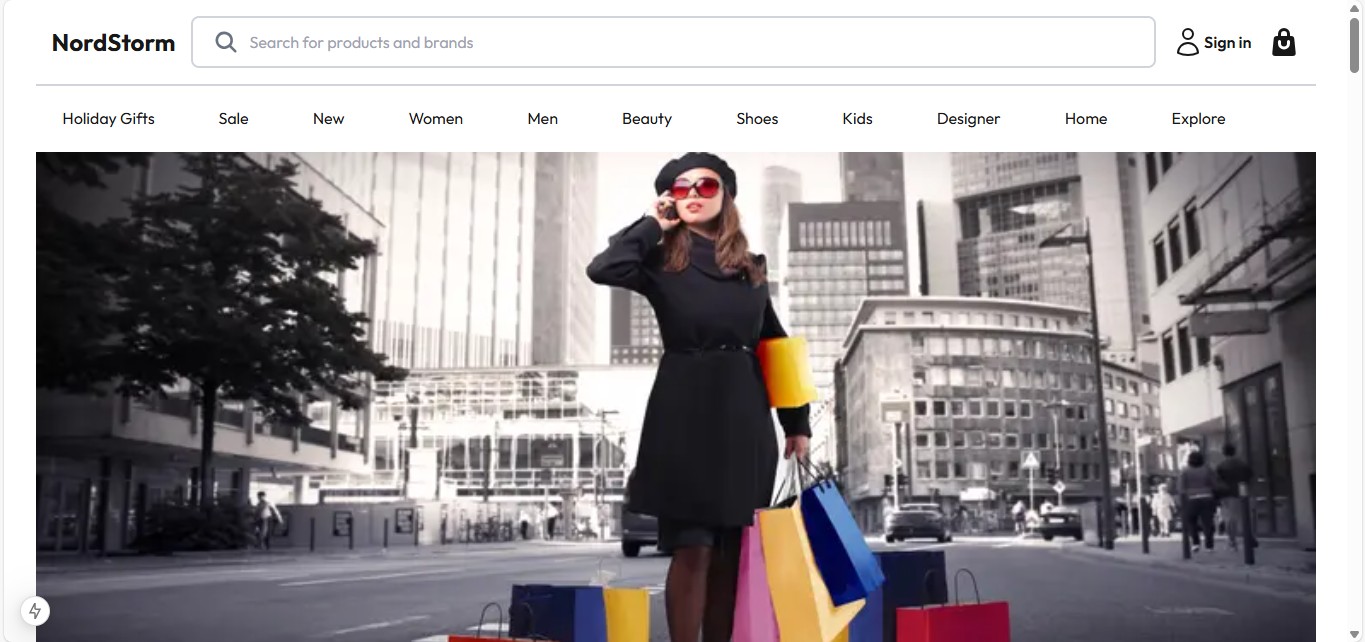 NordStorm
Search for products and brands
Sign in
Holiday Gifts
Sale
New
Women
Men
Beauty
Shoes
Kids
Designer
Home
Explore